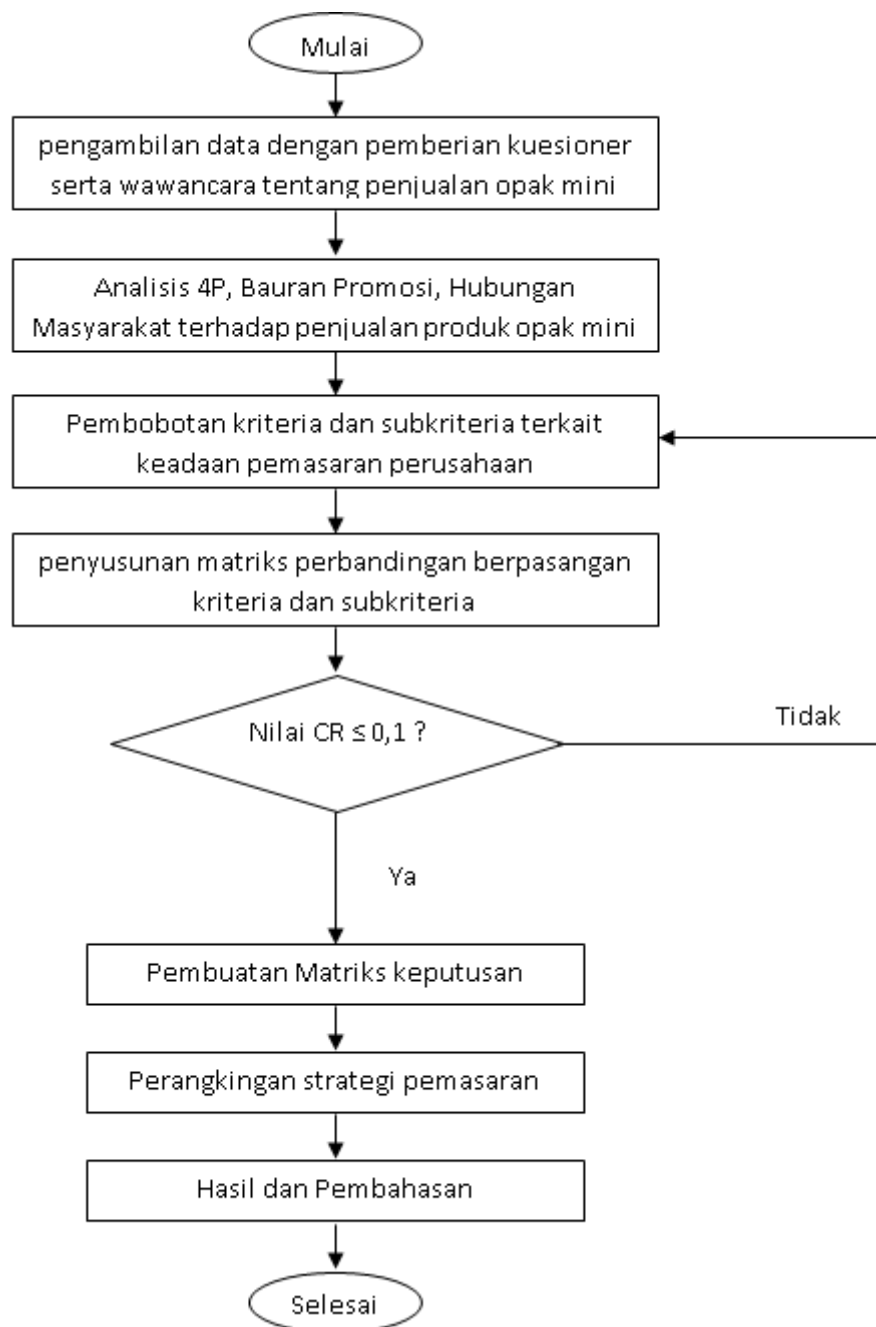 Mulai
pengambilan data dengan pemberian kuesioner
serta wawancara tentang penjualan opak mini
Analisis 4P, Bauran Promosi, Hubungan
Masyarakat terhadap penjualan produk opak mini
Pembobotan kriteria dan subkriteria terkait
keadaan pemasaran perusahaan
penyusunan matriks perbandingan berpasangan
kriteria dan subkriteria
Nilai CR ≤ 0,1 ?
Tidak
Ya
Pembuatan Matriks keputusan
Perangkingan strategi pemasaran
Hasil dan Pembahasan
Selesai